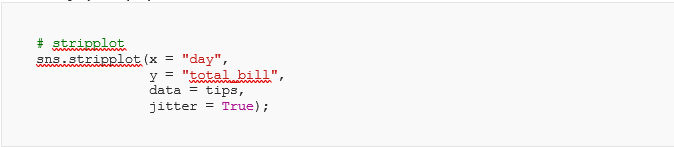 # stripplot
sns.stripplot(x = "day",
y = "total_bill",
data = tips,
jitter = True);